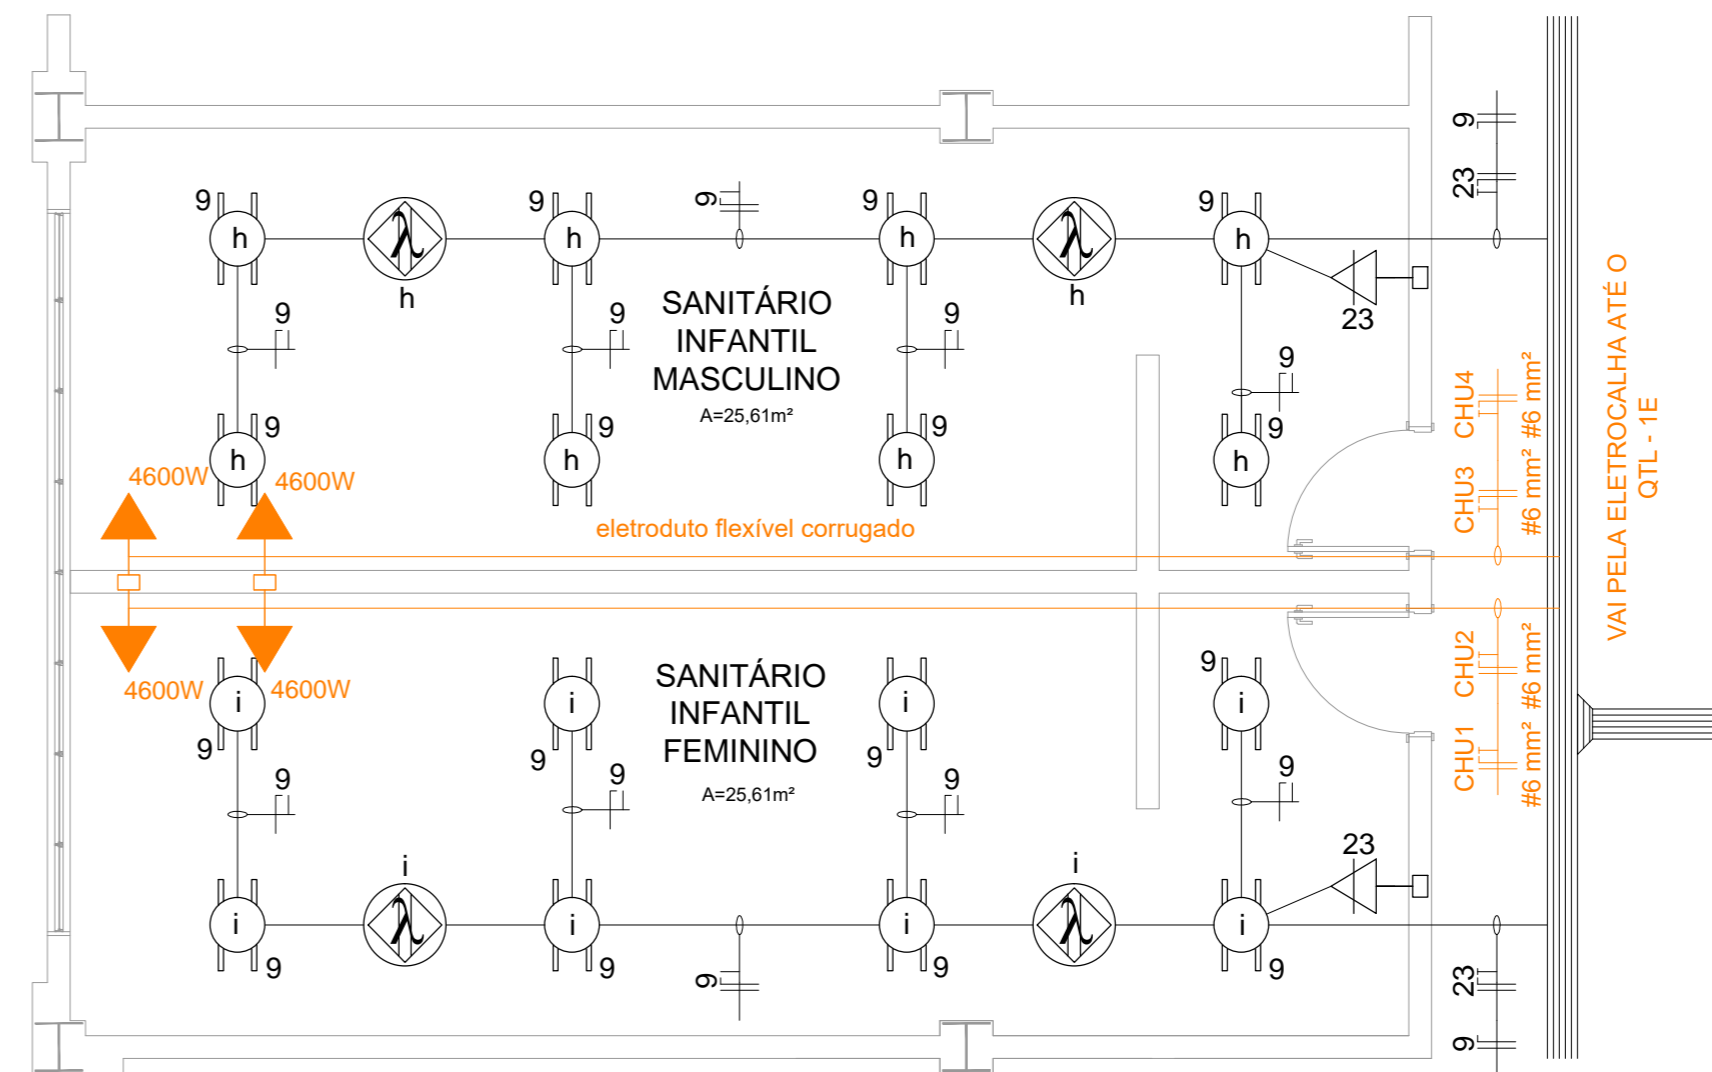 9
23
9
9
9
9
9
h
h
h
h
λ
λ
h
h
23
SANITÁRIO
INFANTIL
MASCULINO
A=25,61m²
9
9
9
9
9
9
9
9
h
h
h
h
4600W
4600W
eletroduto flexível corrugado
CHU4
#6 mm²
CHU3
#6 mm²
VAI PELA ELETROCALHA ATÉ O
QTL - 1E
4600W
4600W
CHU2
#6 mm²
CHU1
#6 mm²
SANITÁRIO
INFANTIL
FEMININO
A=25,61m²
9
i
i
i
i
9
9
9
9
9
9
9
i
i
23
i
i
i
i
λ
λ
9
9
9
9
9
23
9